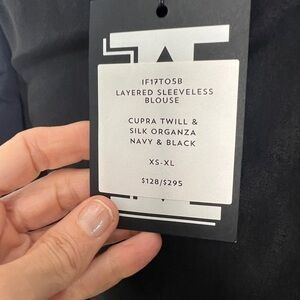 IF17TO5B
LAYERED SLEEVELESS
BLOUSE
CUPRA TWILL &
SILK ORGANZA
NAVY & BLACK
XS-XL
$128/$295